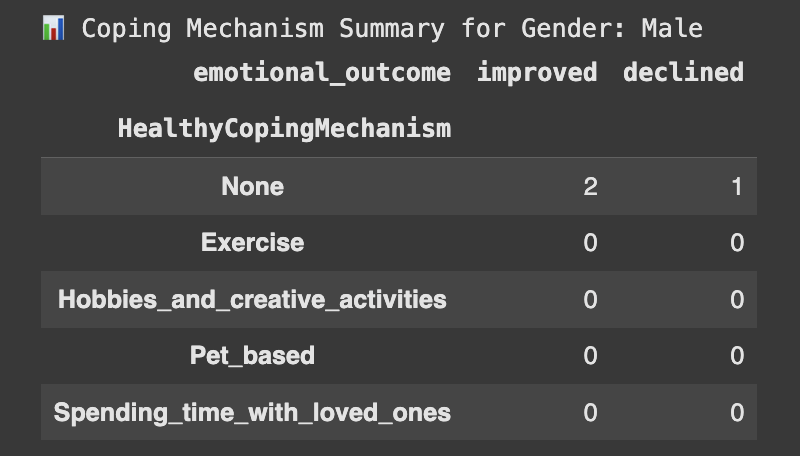 📊 Coping Mechanism Summary for Gender: Male
emotional_outcome improved declined
HealthyCopingMechanism
None 2 1
Exercise 0 0
Hobbies_and_creative_activities 0 0
Pet_based 0 0
Spending_time_with_loved_ones 0 0